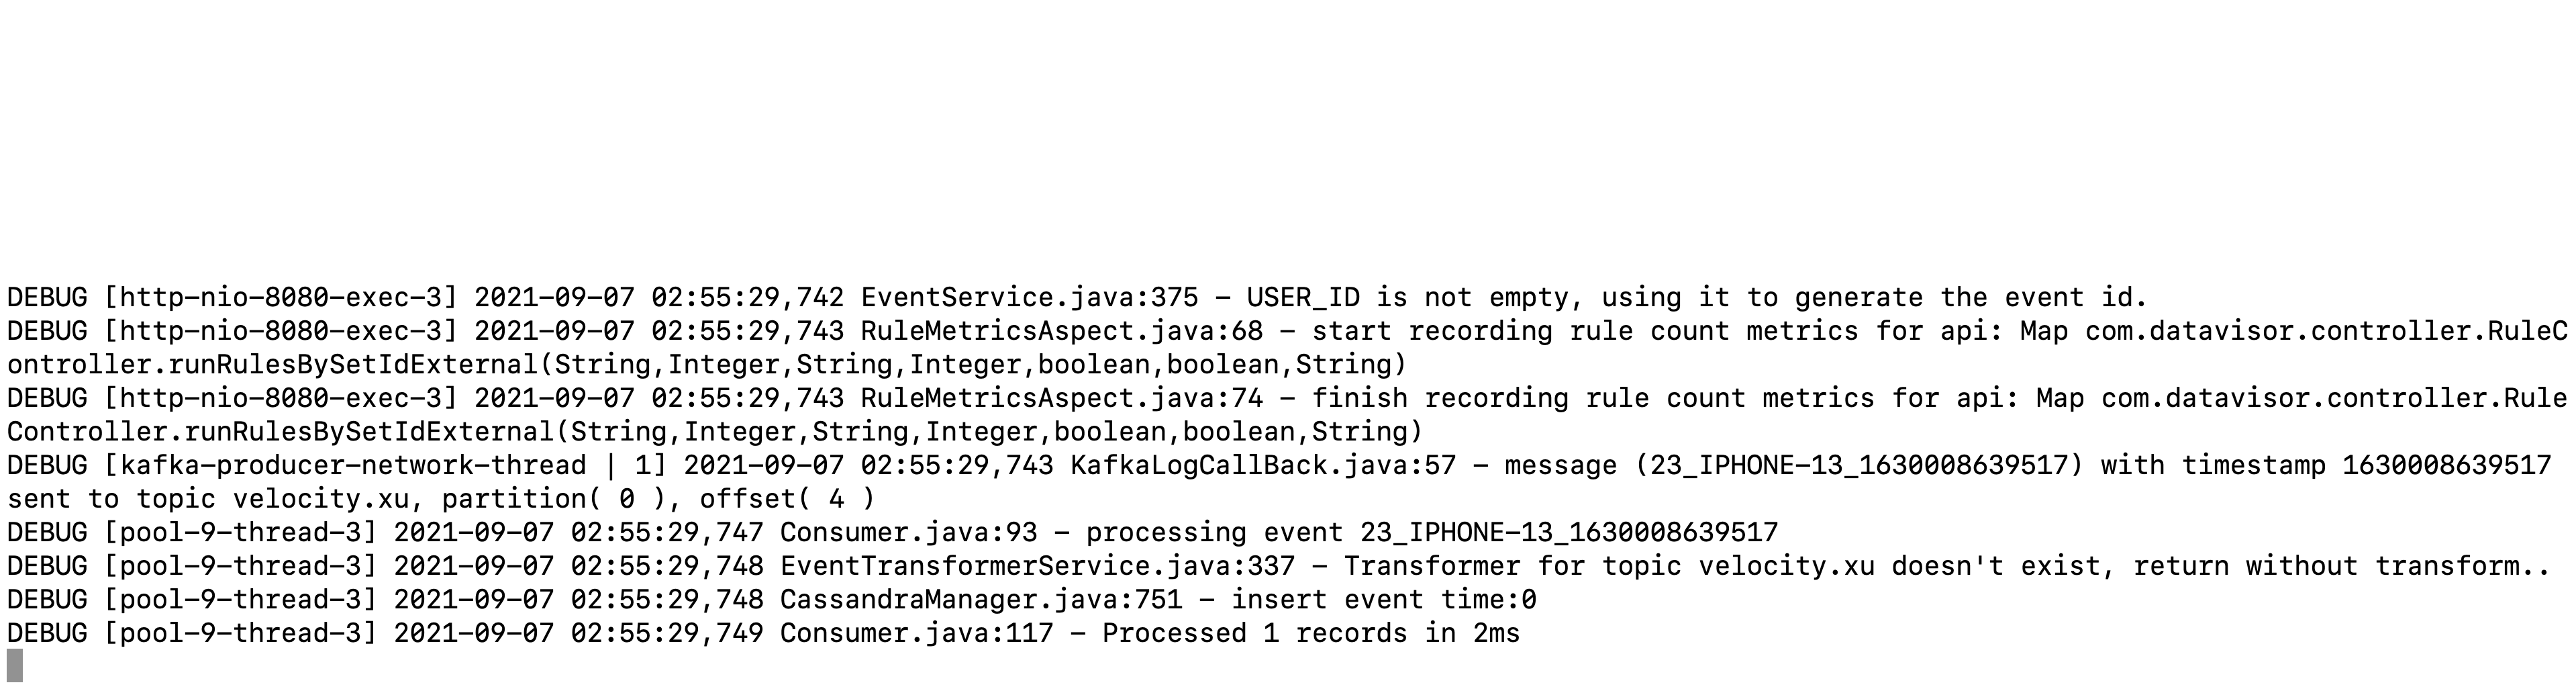 DEBUG [http-nio-8080-exec-3] 2021-09-07 02:55:29,742 EventService.java:375 - USER_ID is not empty, using it to generate the event id.
DEBUG [http-nio-8080-exec-3] 2021-09-07 02:55:29,743 RuleMetricsAspect.java:68 - start recording rule count metrics for api: Map com.datavisor.controller.RuleC
ontroller.runRulesBySetIdExternal(String,Integer,String,Integer,boolean,boolean,String)
DEBUG [http-nio-8080-exec-3] 2021-09-07 02:55:29,743 RuleMetricsAspect.java:74 - finish recording rule count metrics for api: Map com.datavisor.controller.Rule
Controller.runRulesBySetIdExternal(String,Integer,String,Integer,boolean,boolean,String)
DEBUG [kafka-producer-network-thread | 1] 2021-09-07 02:55:29,743 KafkaLogCallBack.java:57 - message (23_IPHONE-13_1630008639517) with timestamp 1630008639517
sent to topic velocity.xu, partition( 0 ), offset( 4 )
DEBUG [pool-9-thread-3] 2021-09-07 02:55:29,747 Consumer.java:93 - processing event 23_IPHONE-13_1630008639517
DEBUG [pool-9-thread-3] 2021-09-07 02:55:29,748 EventTransformerService.java:337 - Transformer for topic velocity.xu doesn't exist, return without transform..
DEBUG [pool-9-thread-3] 2021-09-07 02:55:29,748 CassandraManager.java:751 - insert event time:0
DEBUG [pool-9-thread-3] 2021-09-07 02:55:29,749 Consumer.java:117 - Processed 1 records in 2ms